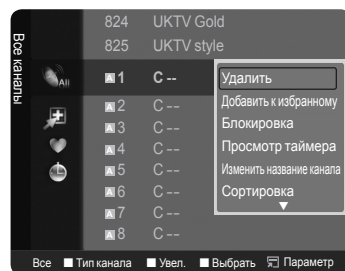 Все каналы
824 UKTV Gold
825 UKTV style
All
A 1 C --
A 2 C --
A 3 C --
A 4 C --
A 5 C --
A 6 C --
A 7 C --
A 8 C --
Удалить
Добавить к избранному
Блокировка
Просмотр таймера
Изменить название канала
Сортировка
Все Тип канала Увел. Выбрать Параметр